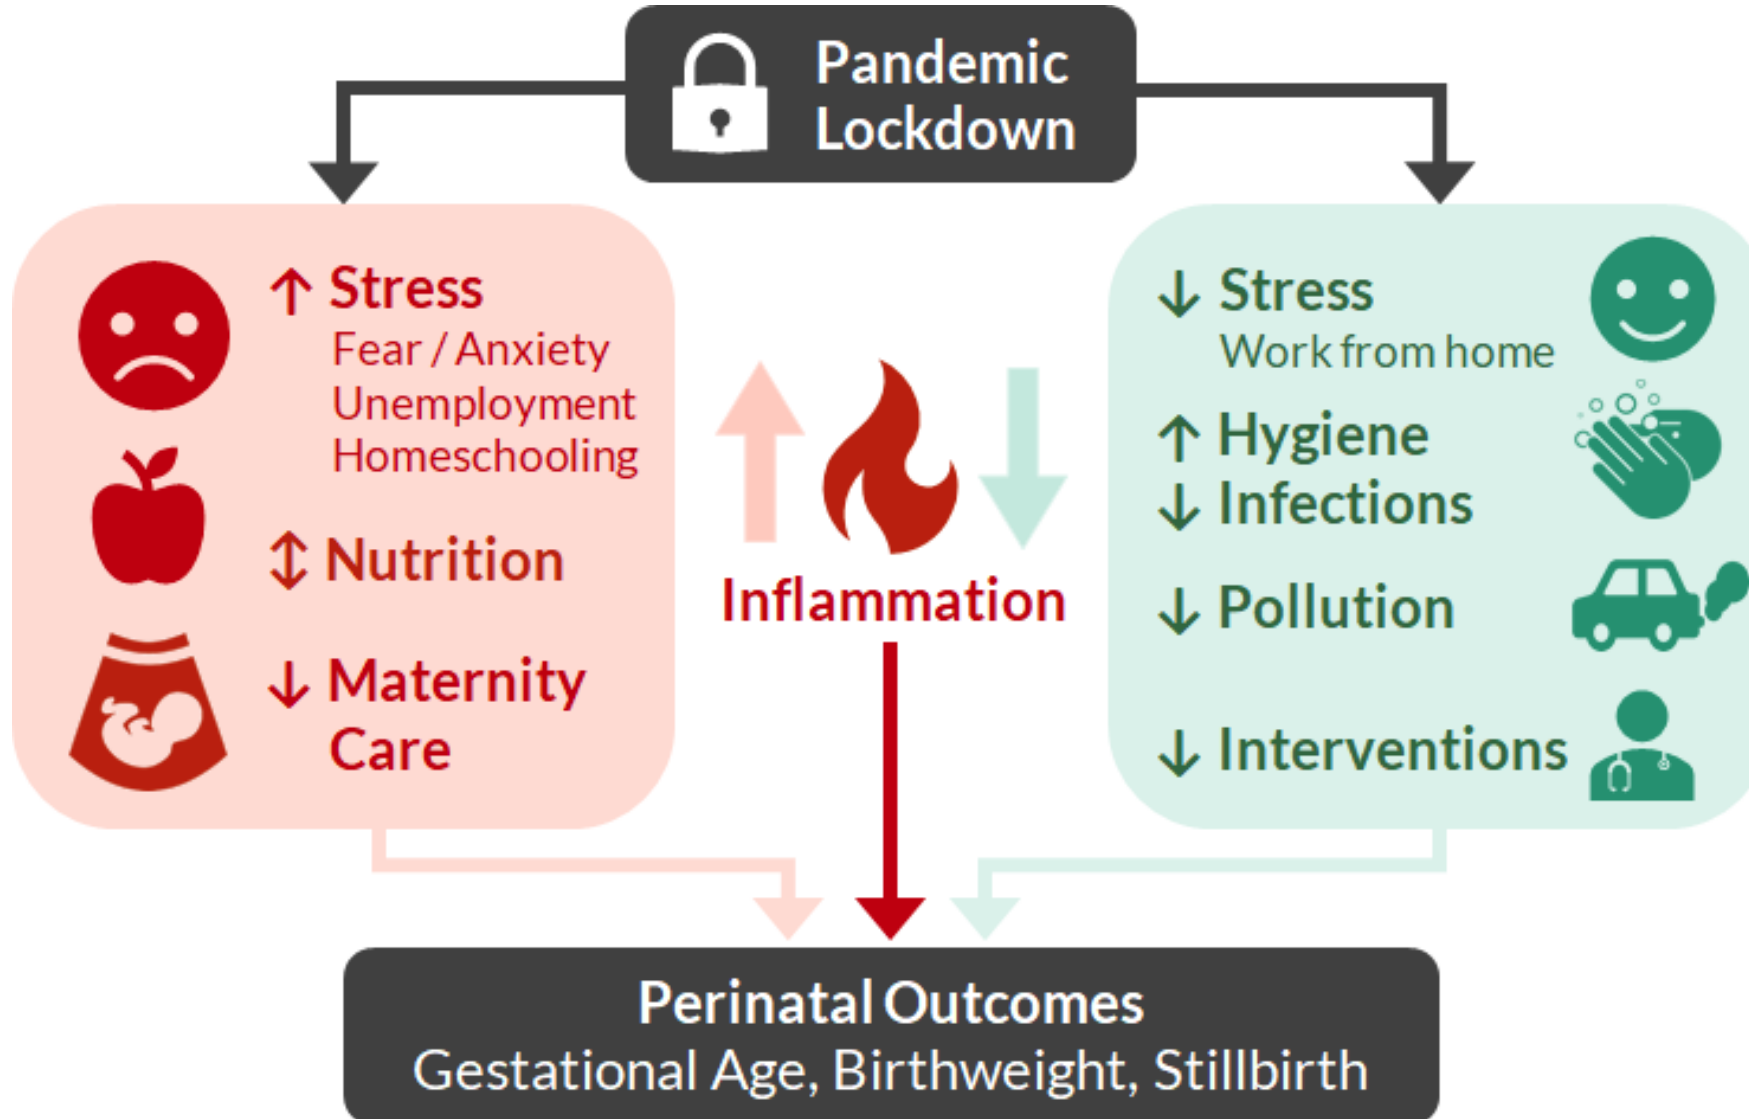 Pandemic
Lockdown
↑ Stress
Fear / Anxiety
Unemployment
Homeschooling
↕ Nutrition
↓ Maternity
Care
Inflammation
↓ Stress
Work from home
↑ Hygiene
↓ Infections
↓ Pollution
↓ Interventions
Perinatal Outcomes
Gestational Age, Birthweight, Stillbirth